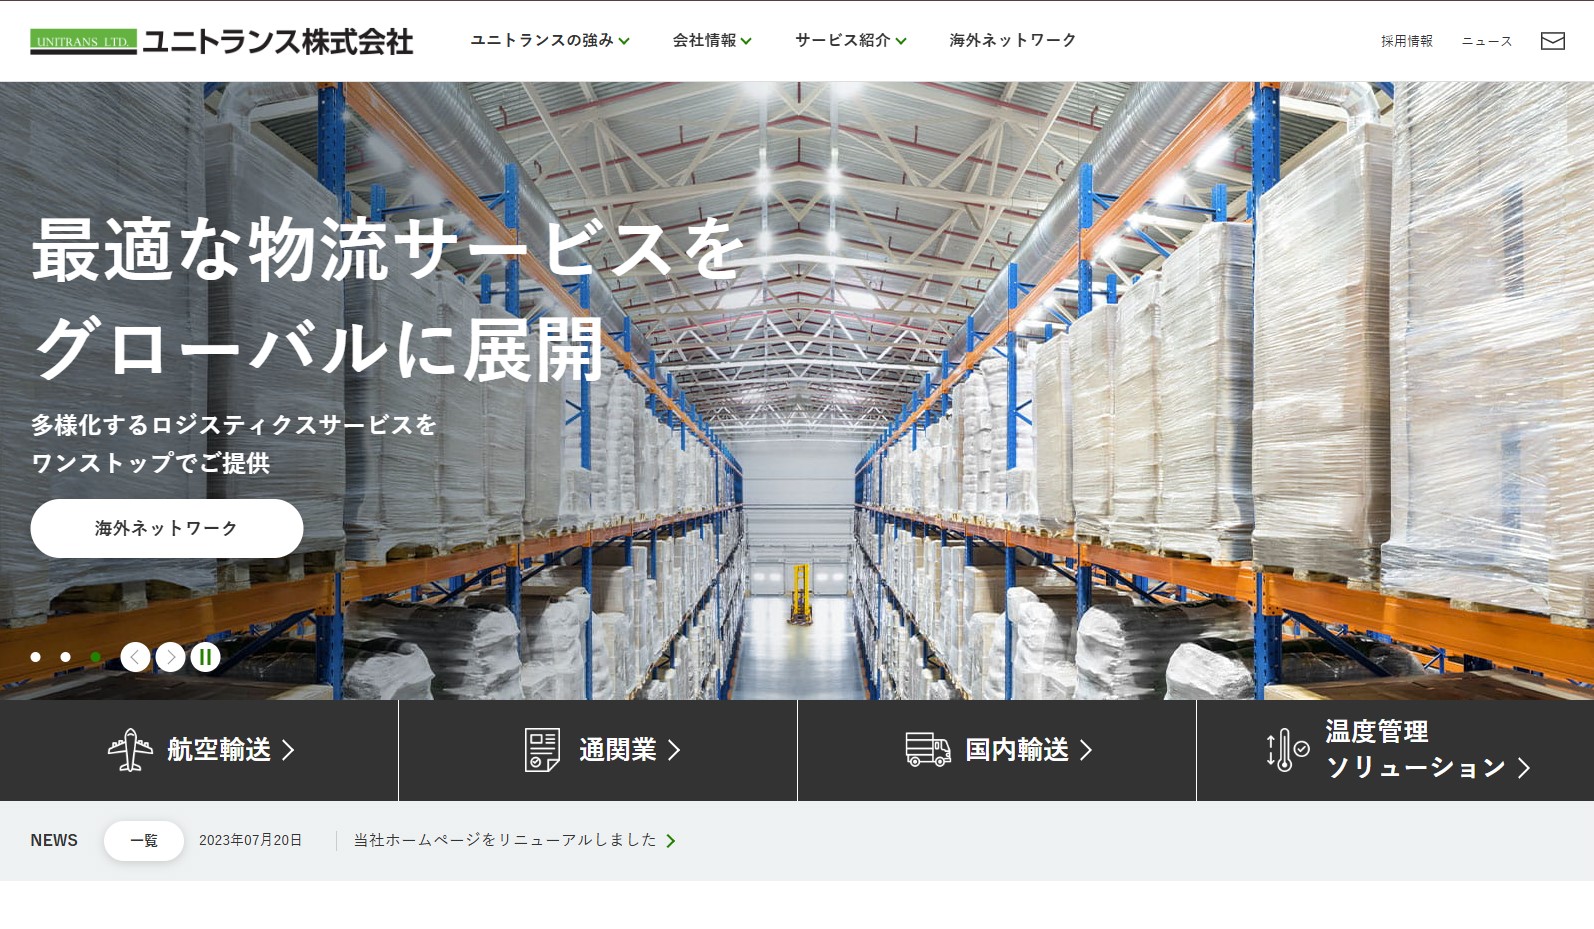 UNITRANS LTD. ユニトランス株式会社
ユニトランスの強み
会社情報
サービス紹介
海外ネットワーク
採用情報
ニュース
最適な物流サービスを
グローバルに展開
多様化するロジスティクスサービスを
ワンストップでご提供
海外ネットワーク
航空輸送
通関業
国内輸送
温度管理
ソリューション
NEWS
一覧
2023年07月20日
当社ホームページをリニューアルしました